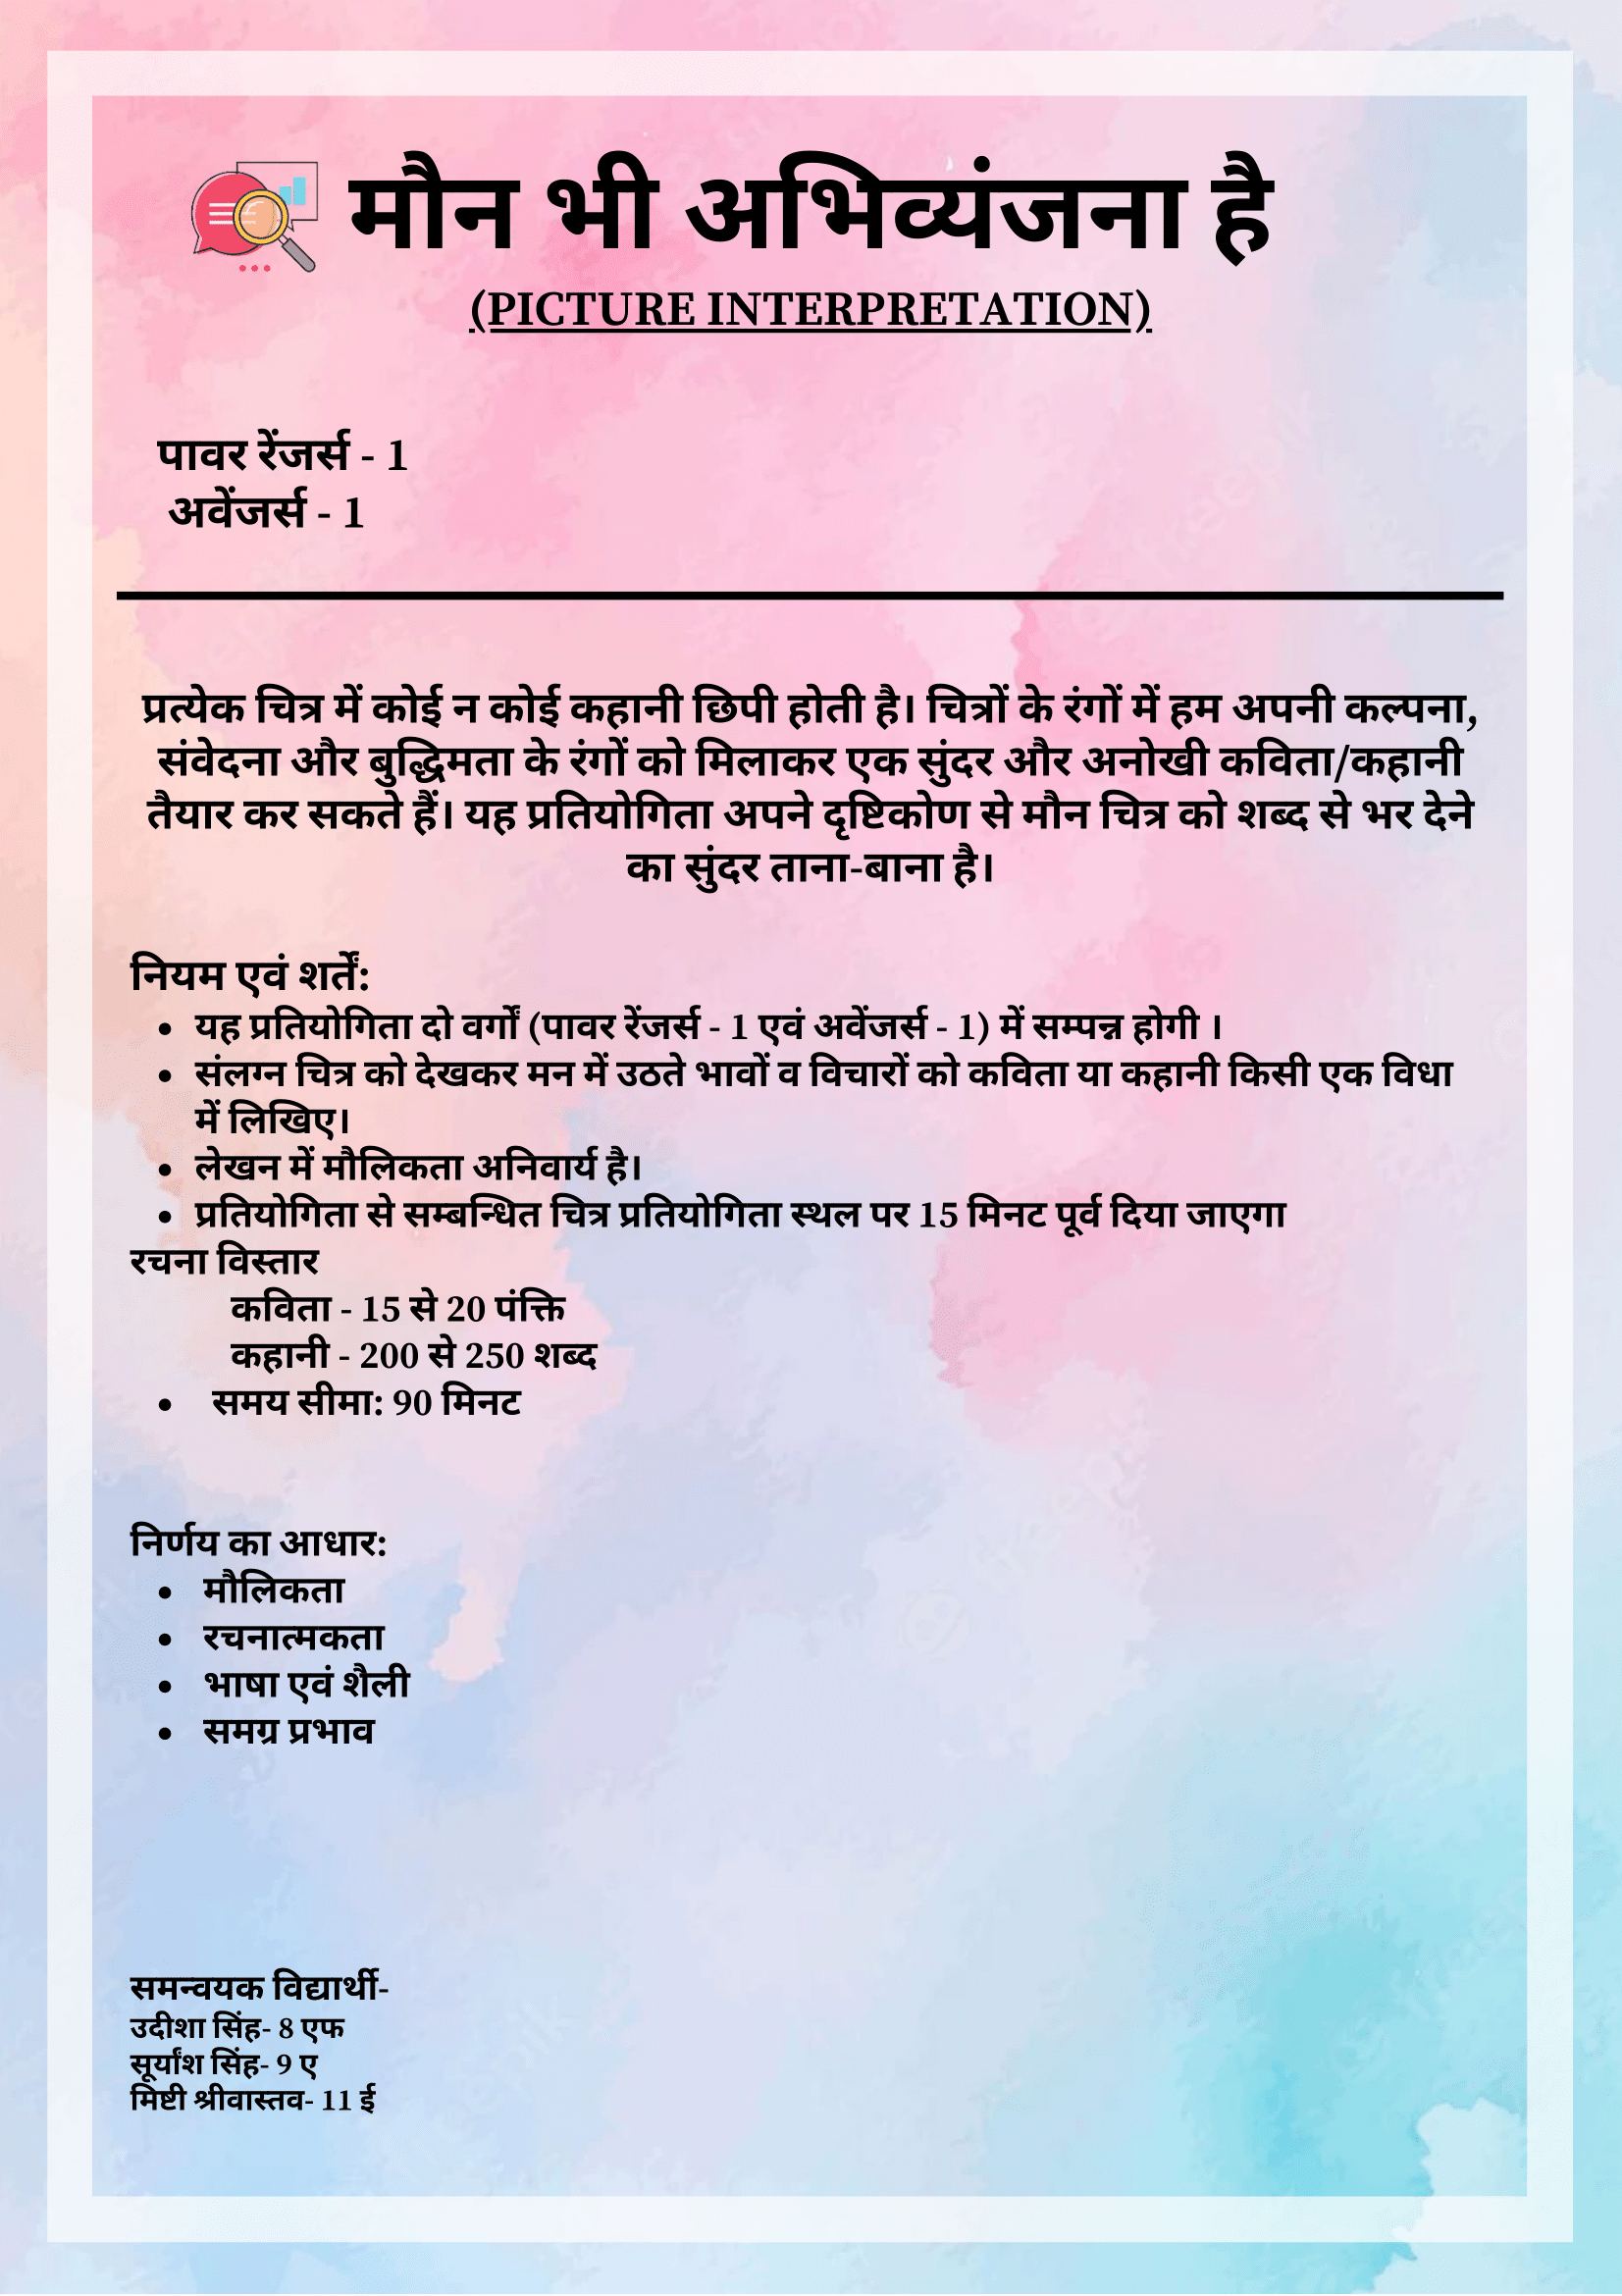 मौन भी अभिव्यंजना है
(PICTURE INTERPRETATION)
पावर रेंजर्स - 1
अवेंजर्स - 1
प्रत्येक चित्र में कोई न कोई कहानी छिपी होती है। चित्रों के रंगों में हम अपनी कल्पना,
संवेदना और बुद्धिमता के रंगों को मिलाकर एक सुंदर और अनोखी कविता/कहानी
तैयार कर सकते हैं। यह प्रतियोगिता अपने दृष्टिकोण से मौन चित्र को शब्द से भर देने
का सुंदर ताना-बाना है।
नियम एवं शर्तें:
• यह प्रतियोगिता दो वर्गों (पावर रेंजर्स - 1 एवं अवेंजर्स - 1) में सम्पन्न होगी ।
• संलग्न चित्र को देखकर मन में उठते भावों व विचारों को कविता या कहानी किसी एक विधा
में लिखिए।
• लेखन में मौलिकता अनिवार्य है।
• प्रतियोगिता से सम्बन्धित चित्र प्रतियोगिता स्थल पर 15 मिनट पूर्व दिया जाएगा
रचना विस्तार
कविता - 15 से 20 पंक्ति
कहानी - 200 से 250 शब्द
• समय सीमा: 90 मिनट
निर्णय का आधार:
• मौलिकता
• रचनात्मकता
• भाषा एवं शैली
• समग्र प्रभाव
समन्वयक विद्यार्थी-
उदीशा सिंह- 8 एफ
सूर्यांश सिंह- 9 ए
मिष्टी श्रीवास्तव- 11 ई